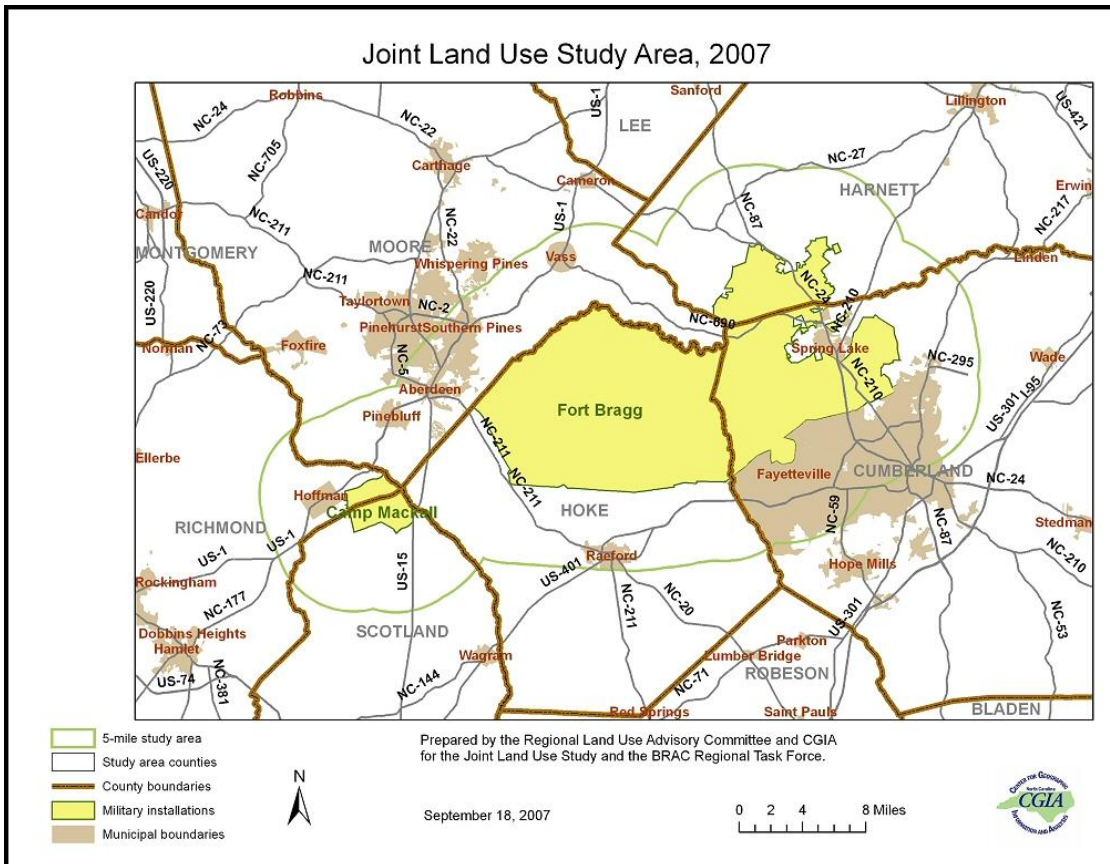 Joint Land Use Study Area, 2007
Robbins
NC-24
NC-22
US-1
Sanford
Lillington
US-421
LEE
NC-705
Carthage
NC-27
US-220
Cameron
HARNETT
Erwin
NC-87
NC-217
Candor
NC-211
NC-22
US-1
MONTGOMERY
MOORE
Vass
Linden
Whispering Pines
NC-211
NC-24
Taylortown
NC-2
NC-210
US-220
NC-690
NC-73
Pinehurst
Southern Pines
Norman
Foxfire
Spring Lake
NC-295
Wade
NC-5
NC-210
I-95
Aberdeen
US-301
Pinebluff
Fort Bragg
NC-211
Ellerbe
Fayetteville
CUMBERLAND
NC-24
Hoffman
NC-211
Camp Mackall
HOKE
NC-59
Stedman
RICHMOND
US-1
US-1
US-15
NC-87
Raeford
NC-210
US-401
Hope Mills
Rockingham
NC-177
NC-20
NC-211
US-301
NC-53
SCOTLAND
Dobbins Heights
Hamlet
Parkton
Wagram
Lumber Bridge
US-74
NC-381
NC-144
NC-71
ROBESON
Red Springs
Saint Pauls
BLADEN
5-mile study area
Study area counties
County boundaries
Military installations
Municipal boundaries
N
Prepared by the Regional Land Use Advisory Committee and CGIA
for the Joint Land Use Study and the BRAC Regional Task Force.
September 18, 2007
0 4 8 Miles
CENTER FOR GEOGRAPHIC
North Carolina
CGIA
INFORMATION AND ANALYSIS